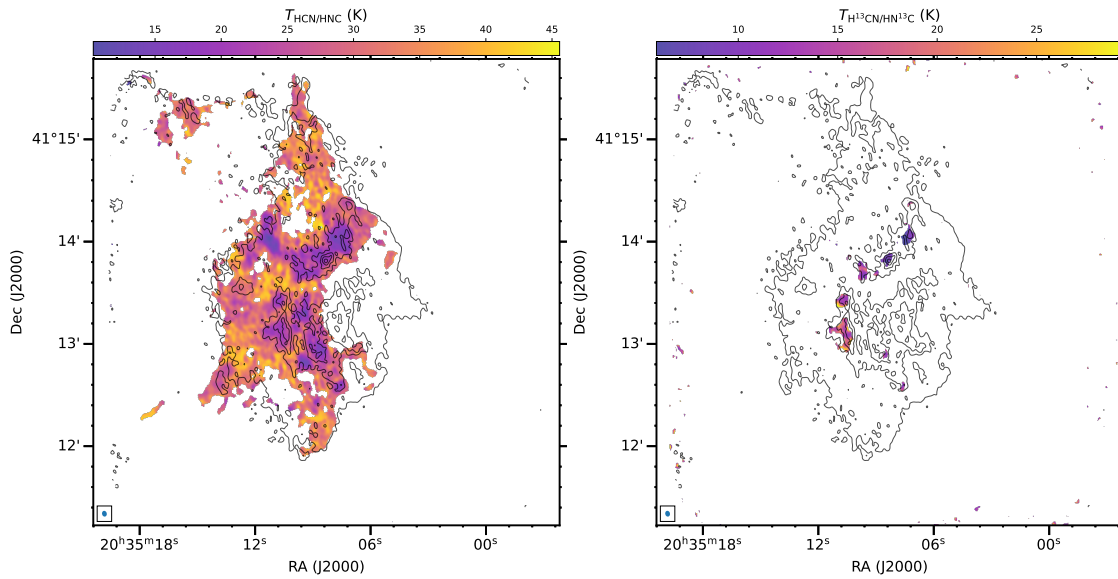 T_HCN/HNC (K)
15 20 25 30 35 40 45
41°15'
14'
13'
12'
Dec (J2000)
20ʰ35ᵐ18ˢ 12ˢ 06ˢ 00ˢ
RA (J2000)
T_H¹³CN/HN¹³C (K)
10 15 20 25
41°15'
14'
13'
12'
Dec (J2000)
20ʰ35ᵐ18ˢ 12ˢ 06ˢ 00ˢ
RA (J2000)